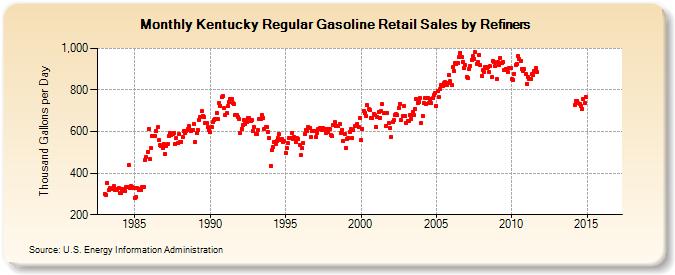 Monthly Kentucky Regular Gasoline Retail Sales by Refiners
Thousand Gallons per Day
1,000
800
600
400
200
1985 1990 1995 2000 2005 2010 2015
Source: U.S. Energy Information Administration